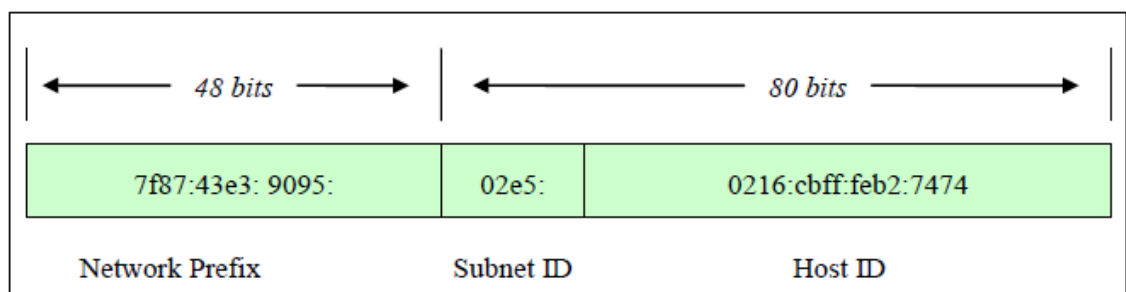 48 bits 80 bits
7f87:43e3: 9095: 02e5: 0216:cbff:feb2:7474
Network Prefix Subnet ID Host ID